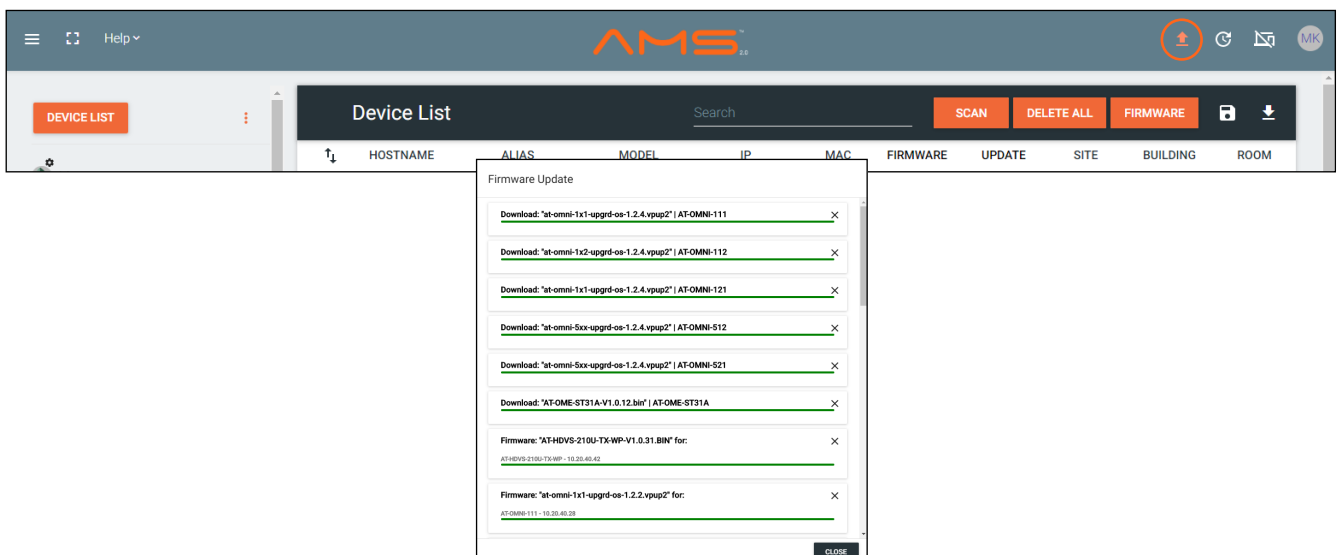 Help
AMS™ 2.0
MK
DEVICE LIST
Device List
Search
SCAN
DELETE ALL
FIRMWARE
HOSTNAME ALIAS MODEL IP MAC FIRMWARE UPDATE SITE BUILDING ROOM
Firmware Update
Download: "at-omni-1x1-upgrd-os-1.2.4.vpup2" | AT-OMNI-111
Download: "at-omni-1x2-upgrd-os-1.2.4.vpup2" | AT-OMNI-112
Download: "at-omni-1x1-upgrd-os-1.2.4.vpup2" | AT-OMNI-121
Download: "at-omni-5xx-upgrd-os-1.2.4.vpup2" | AT-OMNI-512
Download: "at-omni-5xx-upgrd-os-1.2.4.vpup2" | AT-OMNI-521
Download: "AT-OME-ST31A-V1.0.12.bin" | AT-OME-ST31A
Firmware: "AT-HDVS-210U-TX-WP-V1.0.31.BIN" for:
AT-HDVS-210U-TX-WP - 10.20.40.42
Firmware: "at-omni-1x1-upgrd-os-1.2.2.vpup2" for:
AT-OMNI-111 - 10.20.40.28
CLOSE